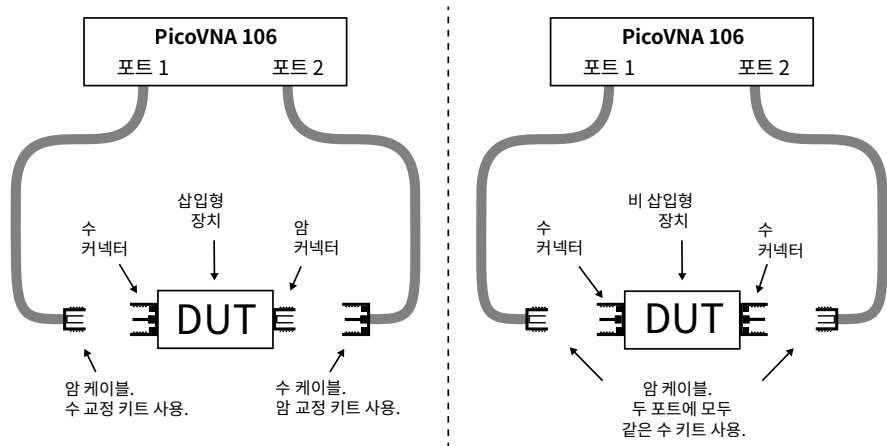 PicoVNA 106
포트 1
포트 2
삽입형
장치
수
커넥터
암
커넥터
DUT
암 케이블.
수 교정 키트 사용.
수 케이블.
암 교정 키트 사용.
PicoVNA 106
포트 1
포트 2
비 삽입형
장치
수
커넥터
수
커넥터
DUT
암 케이블.
두 포트에 모두
같은 수 키트 사용.